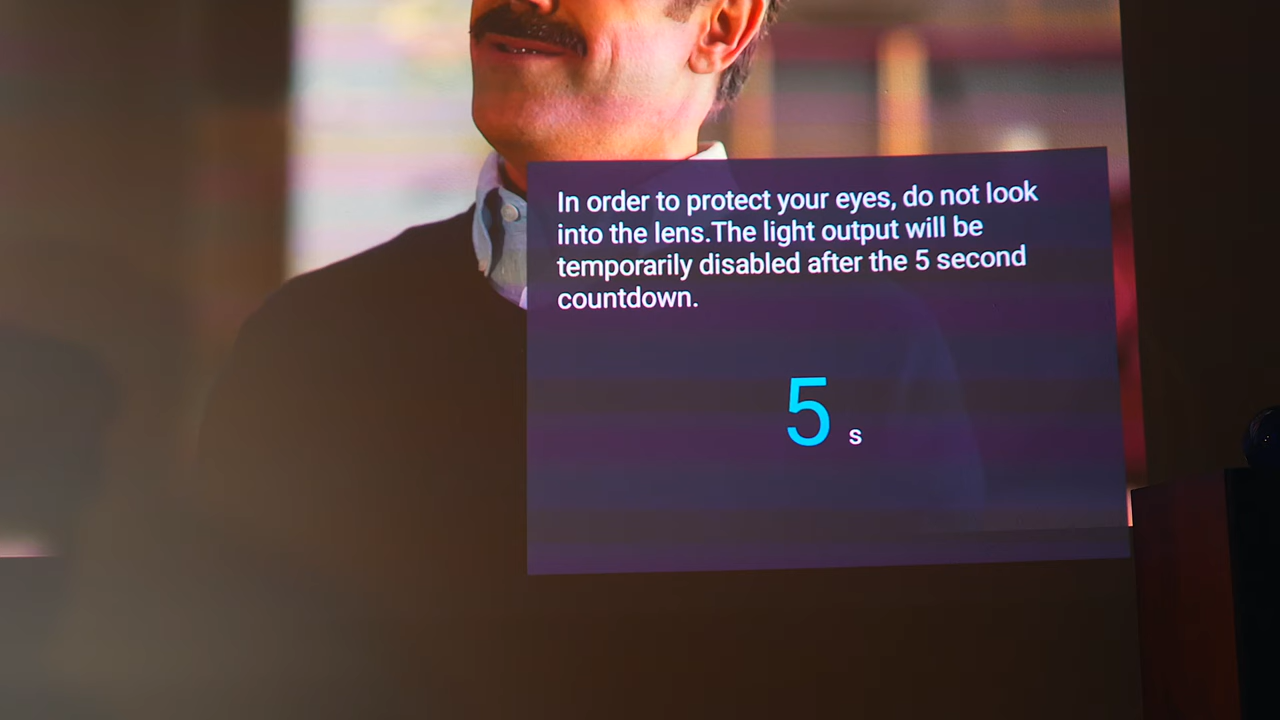 In order to protect your eyes, do not look
into the lens.The light output will be
temporarily disabled after the 5 second
countdown.
5 s